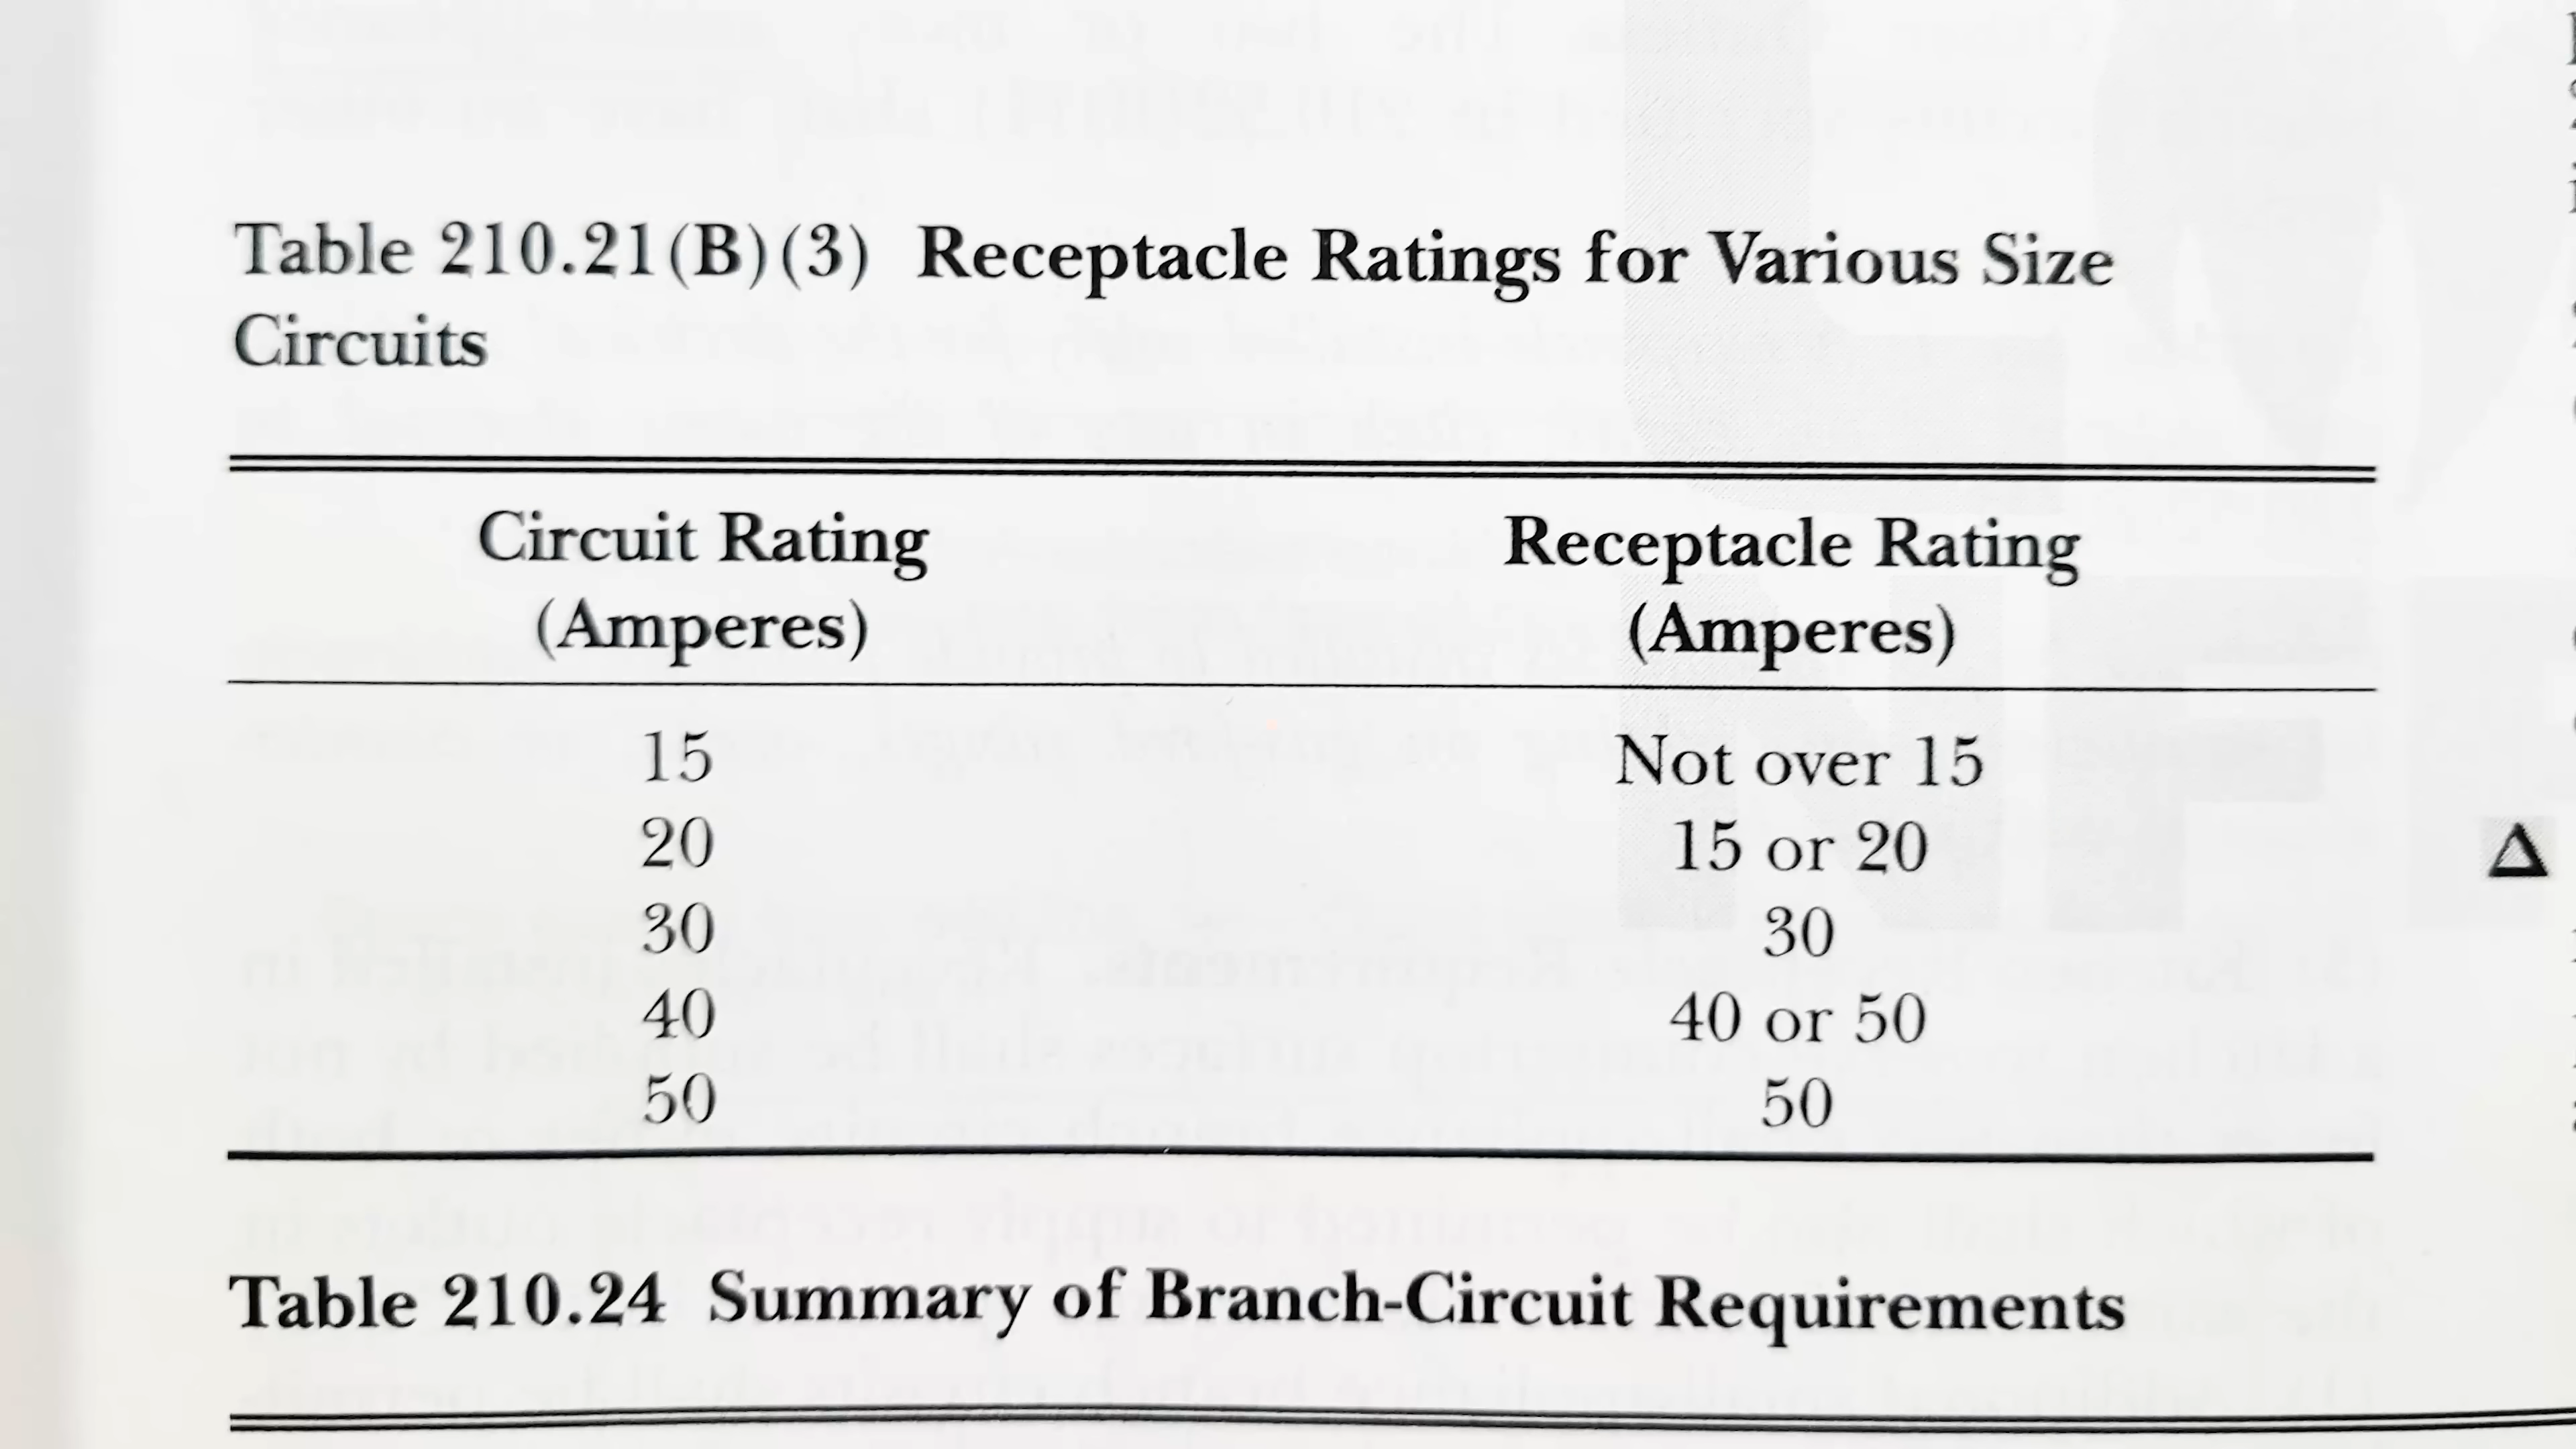 Table 210.21(B)(3) Receptacle Ratings for Various Size
Circuits
Circuit Rating
(Amperes)
Receptacle Rating
(Amperes)
15 Not over 15
20 15 or 20
30 30
40 40 or 50
50 50
Δ
Table 210.24 Summary of Branch-Circuit Requirements